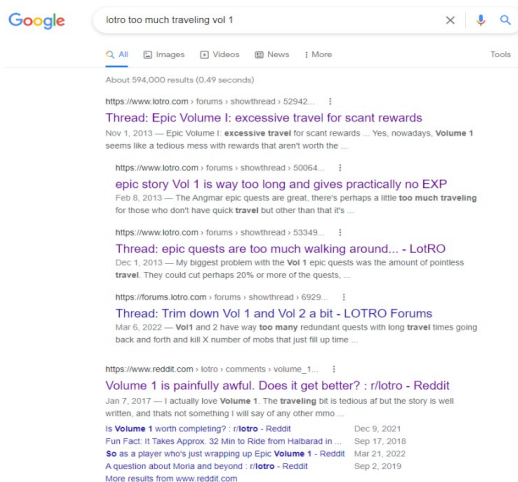 Google
lotro too much traveling vol 1
All Images Videos News More Tools
About 594,000 results (0.49 seconds)
https://www.lotro.com › forums › showthread › 52942...
Thread: Epic Volume I: excessive travel for scant rewards
Nov 1, 2013 — Epic Volume I: excessive travel for scant rewards ... Yes, nowadays, Volume 1
seems like a tedious mess with rewards that aren't worth the ...
https://www.lotro.com › forums › showthread › 50064...
epic story Vol 1 is way too long and gives practically no EXP
Feb 8, 2013 — The Angmar epic quests are great, there's perhaps a little too much traveling
for those who don't have quick travel but other than that it's ...
https://www.lotro.com › forums › showthread › 53349...
Thread: epic quests are too much walking around... - LotRO
Dec 1, 2013 — My biggest problem with the Vol 1 epic quests was the amount of pointless
travel. They could cut perhaps 20% or more of the quests, ...
https://forums.lotro.com › forums › showthread › 6929...
Thread: Trim down Vol 1 and Vol 2 a bit - LOTRO Forums
Mar 6, 2022 — Vol1 and 2 have way too many redundant quests with long travel times going
back and forth and kill X number of mobs that just fill up time ...
https://www.reddit.com › lotro › comments › volume_1...
Volume 1 is painfully awful. Does it get better? : r/lotro - Reddit
Jan 7, 2017 — I actually love Volume 1. The traveling bit is tedious af but the story is well
written, and thats not something I will say of any other mmo ...
Is Volume 1 worth completing? : r/lotro - Reddit Dec 9, 2021
Fun Fact: It Takes Approx. 32 Min to Ride from Halbarad in ... Sep 17, 2018
So as a player who's just wrapping up Epic Volume 1 - Reddit Mar 21, 2022
A question about Moria and beyond : r/lotro - Reddit Sep 2, 2019
More results from www.reddit.com